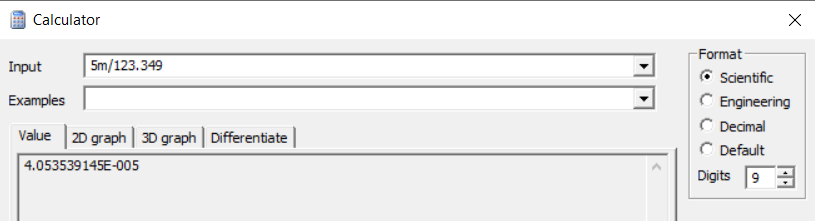 Calculator
Input 5m/123.349
Examples
Value 2D graph 3D graph Differentiate
4.053539145E-005
Format
Scientific
Engineering
Decimal
Default
Digits 9